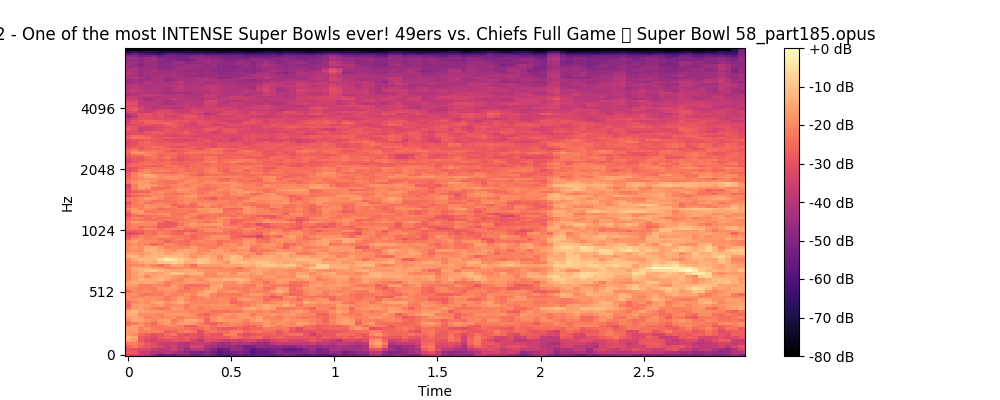 2 - One of the most INTENSE Super Bowls ever! 49ers vs. Chiefs Full Game  Super Bowl 58_part185.opus
+0 dB
-10 dB
-20 dB
-30 dB
-40 dB
-50 dB
-60 dB
-70 dB
-80 dB
Hz
4096
2048
1024
512
0
0 0.5 1 1.5 2 2.5
Time